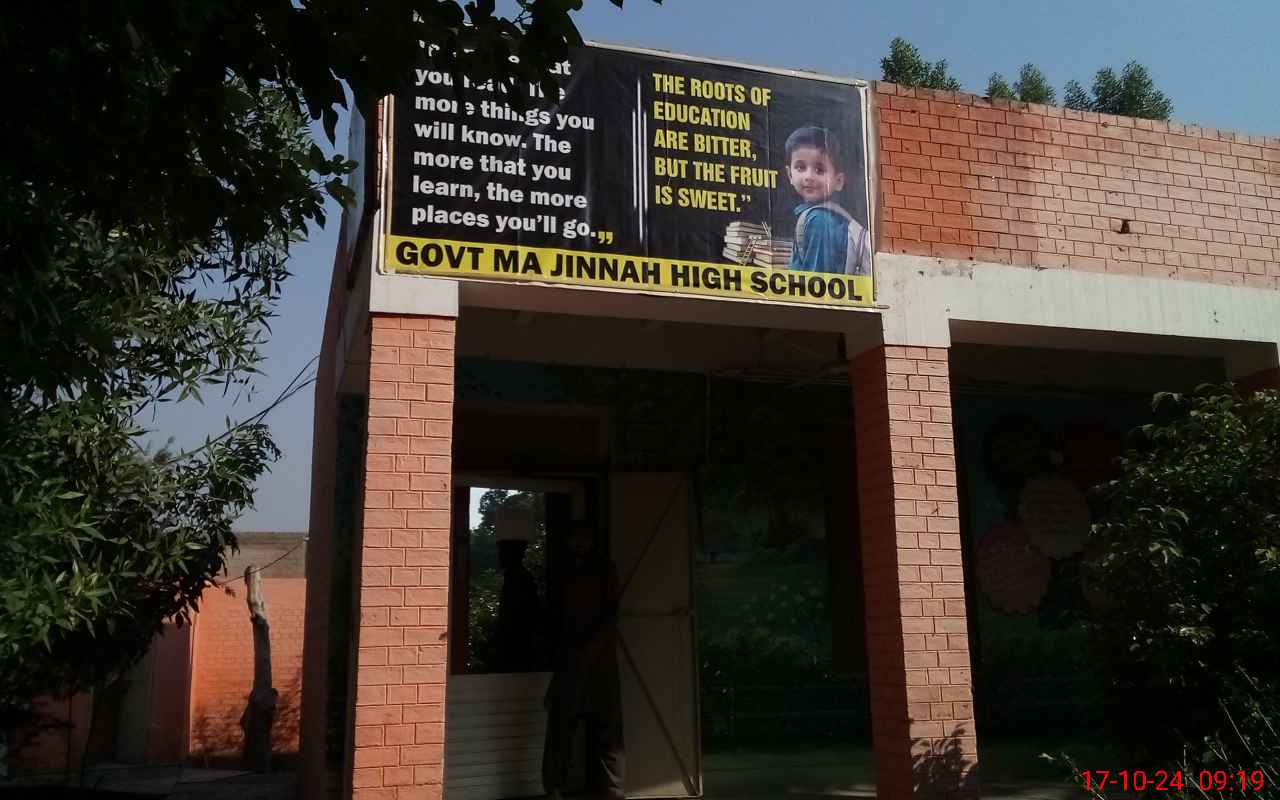 more things you
will know. The
more that you
learn, the more
places you'll go.”
THE ROOTS OF
EDUCATION
ARE BITTER,
BUT THE FRUIT
IS SWEET.”
GOVT MA JINNAH HIGH SCHOOL
17-10-24 09:19